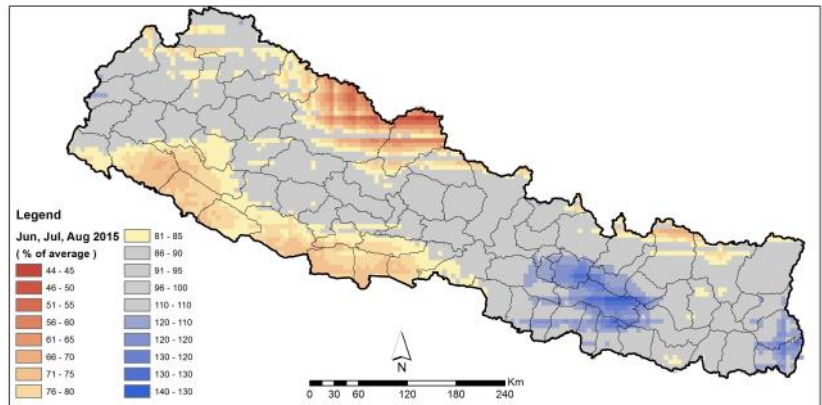 Legend
Jun, Jul, Aug 2015
( % of average )
44 - 45
46 - 50
51 - 55
56 - 60
61 - 65
66 - 70
71 - 75
76 - 80
81 - 85
86 - 90
91 - 95
96 - 100
110 - 110
120 - 110
120 - 120
130 - 120
130 - 130
140 - 130
N
0 30 60 120 180 240
Km